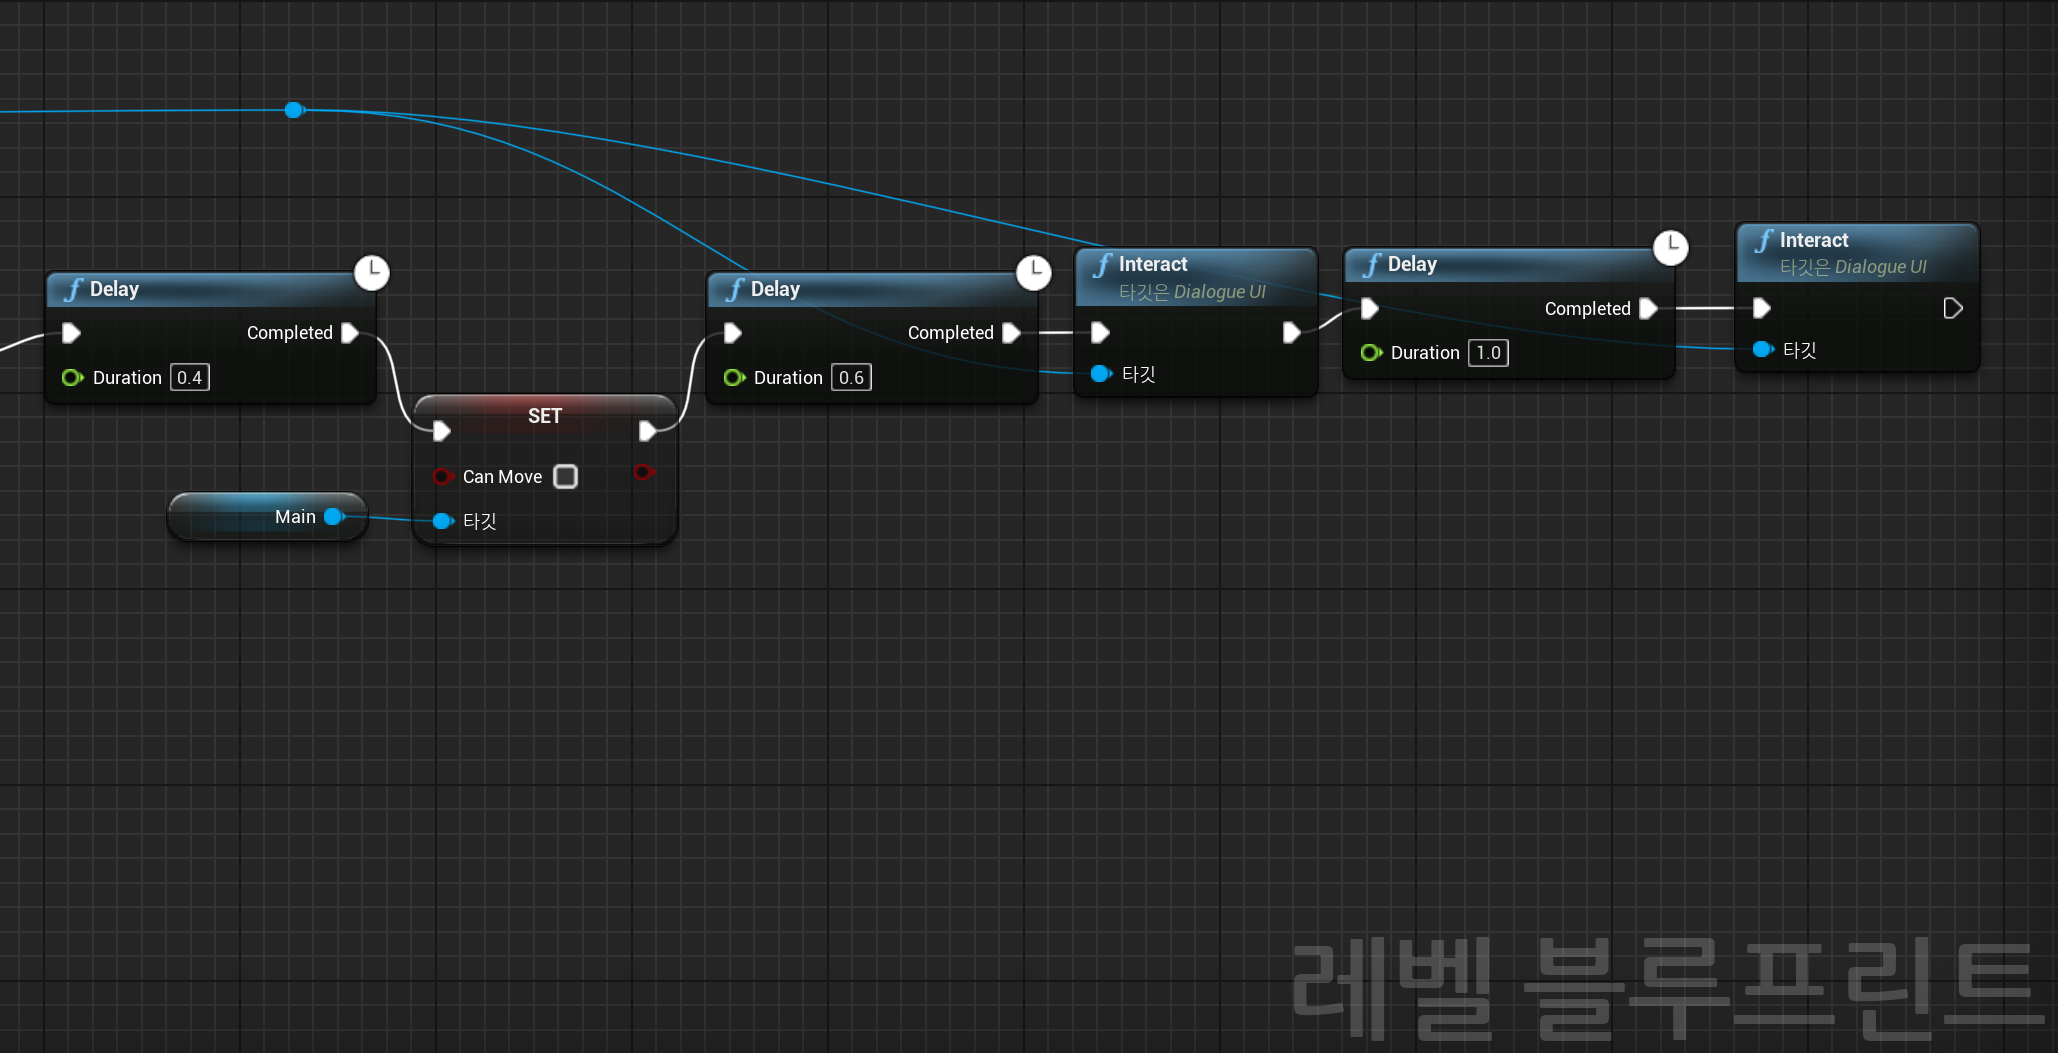 Delay
Completed
Duration 0.4
SET
Can Move
타깃
Main
Delay
Completed
Duration 0.6
Interact
타깃은 Dialogue UI
타깃
Delay
Completed
Duration 1.0
Interact
타깃은 Dialogue UI
타깃
레벨 블루프린트